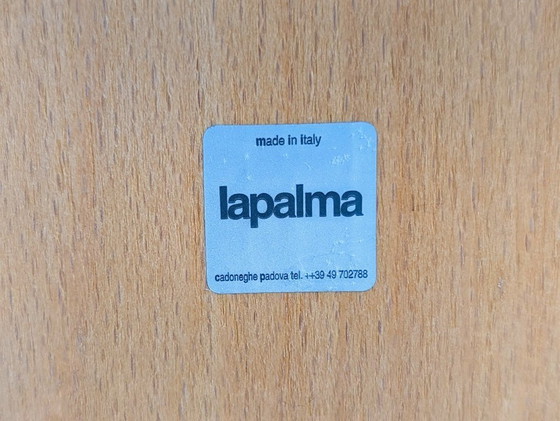 made in italy
lapalma
cadoneghe padova tel. ++39 49 702788